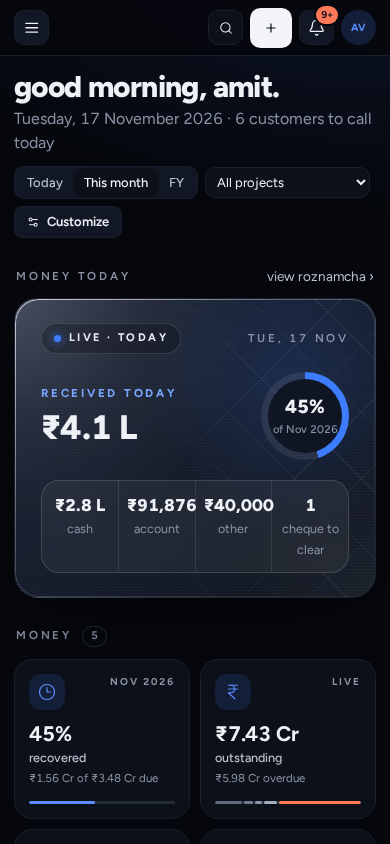 9+
AV
good morning, amit.
Tuesday, 17 November 2026 · 6 customers to call
today
Today This month FY All projects
Customize
MONEY TODAY view roznamcha ›
LIVE · TODAY TUE, 17 NOV
RECEIVED TODAY
₹4.1 L
45%
of Nov 2026
₹2.8 L ₹91,876 ₹40,000 1
cash account other cheque to
clear
MONEY 5
NOV 2026
45%
recovered
₹1.56 Cr of ₹3.48 Cr due
LIVE
₹7.43 Cr
outstanding
₹5.98 Cr overdue